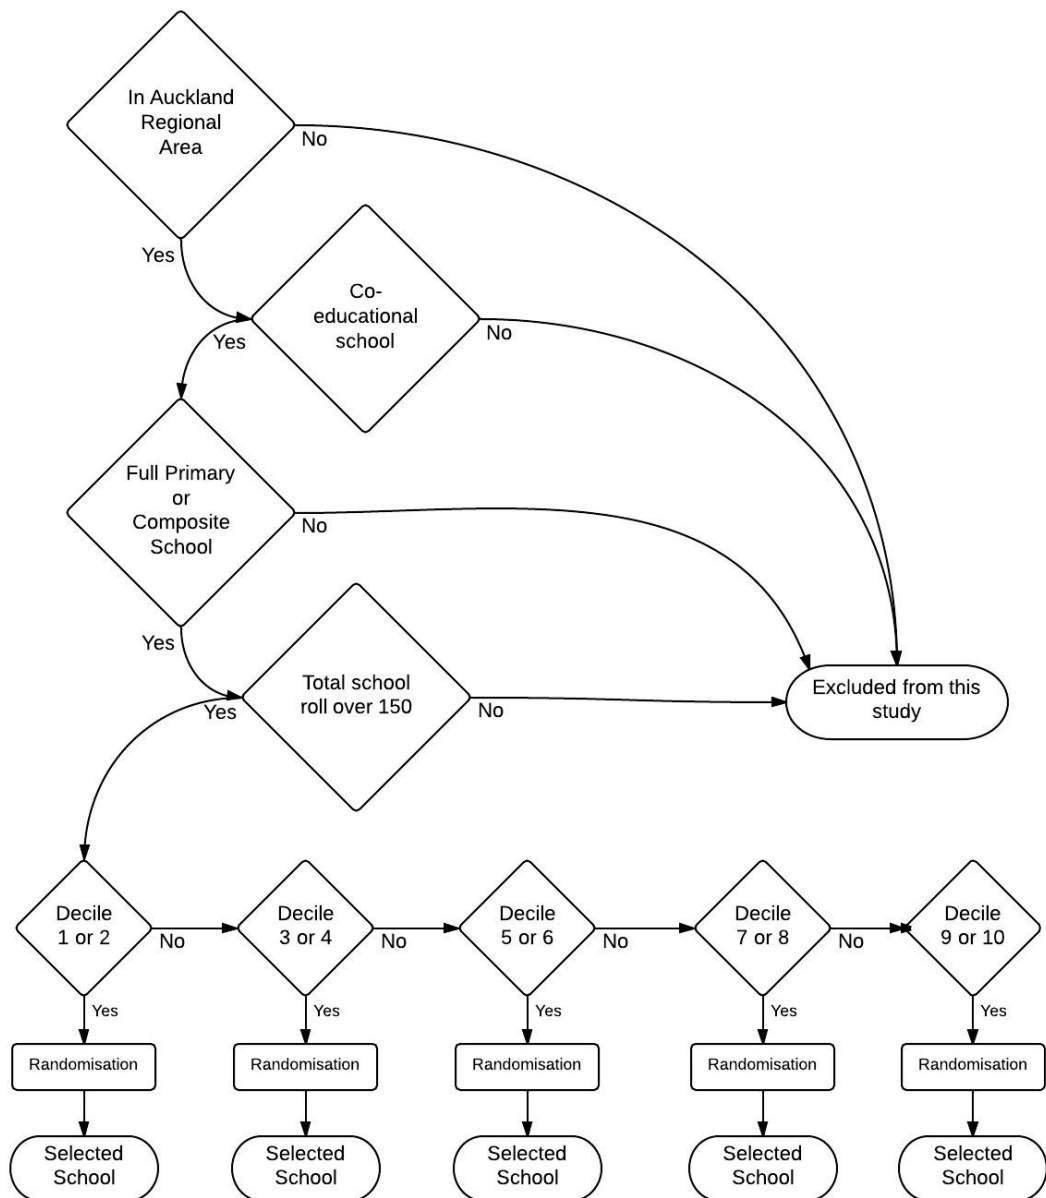 In Auckland
Regional
Area
No
Yes
Co-
educational
school
No
Yes
Full Primary
or
Composite
School
No
Yes
Total school
roll over 150
No
Yes
Excluded from this
study
Decile
1 or 2
No
Decile
3 or 4
No
Decile
5 or 6
No
Decile
7 or 8
No
Decile
9 or 10
Yes
Yes
Yes
Yes
Yes
Randomisation
Randomisation
Randomisation
Randomisation
Randomisation
Selected
School
Selected
School
Selected
School
Selected
School
Selected
School